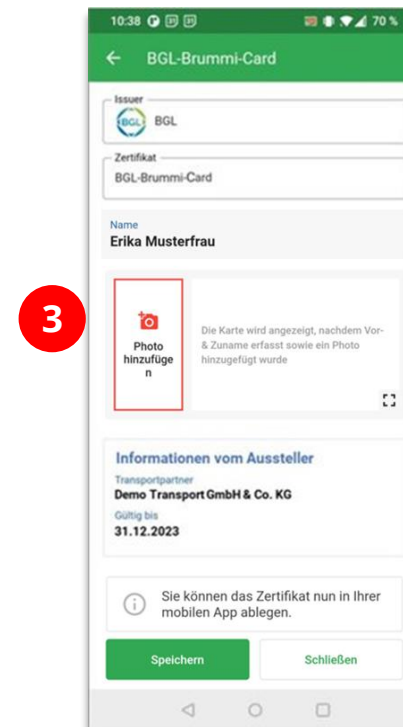 10:38 31 31 70 %
BGL-Brummi-Card
Issuer
BGL BGL
Zertifikat
BGL-Brummi-Card
Name
Erika Musterfrau
3
Photo
hinzufüge
n
Die Karte wird angezeigt, nachdem Vor-
& Zuname erfasst sowie ein Photo
hinzugefügt wurde
Informationen vom Aussteller
Transportpartner
Demo Transport GmbH & Co. KG
Gültig bis
31.12.2023
Sie können das Zertifikat nun in Ihrer
mobilen App ablegen.
Speichern Schließen